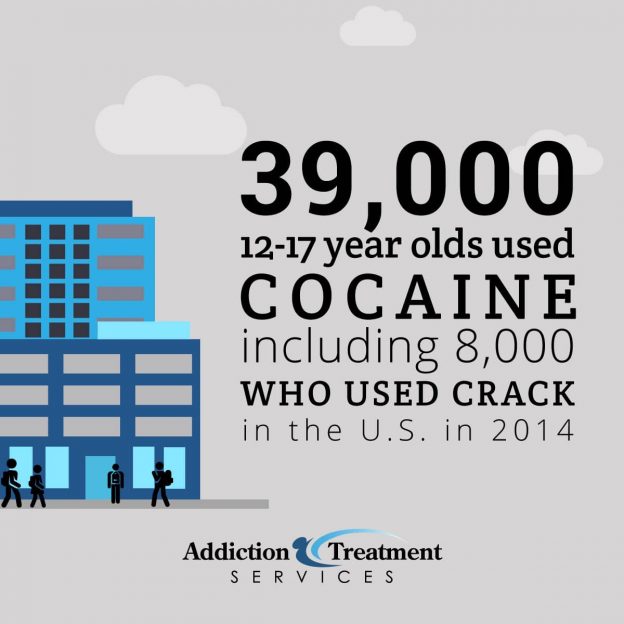 39,000
12-17 year olds used
COCAINE
including 8,000
WHO USED CRACK
in the U.S. in 2014
Addiction Treatment
SERVICES